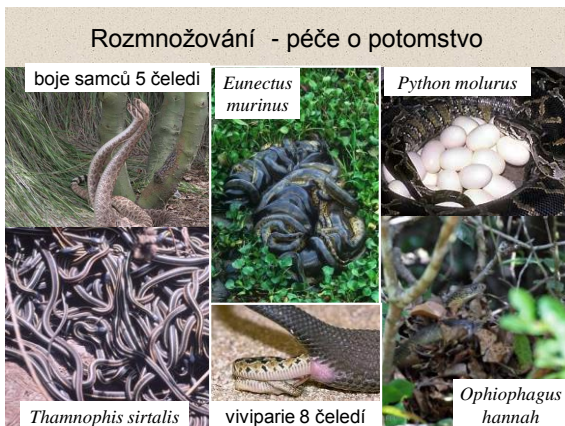 Rozmnožování - péče o potomstvo
boje samců 5 čeledi
Eunectus
murinus
Python molurus
Thamnophis sirtalis
viviparie 8 čeledí
Ophiophagus
hannah